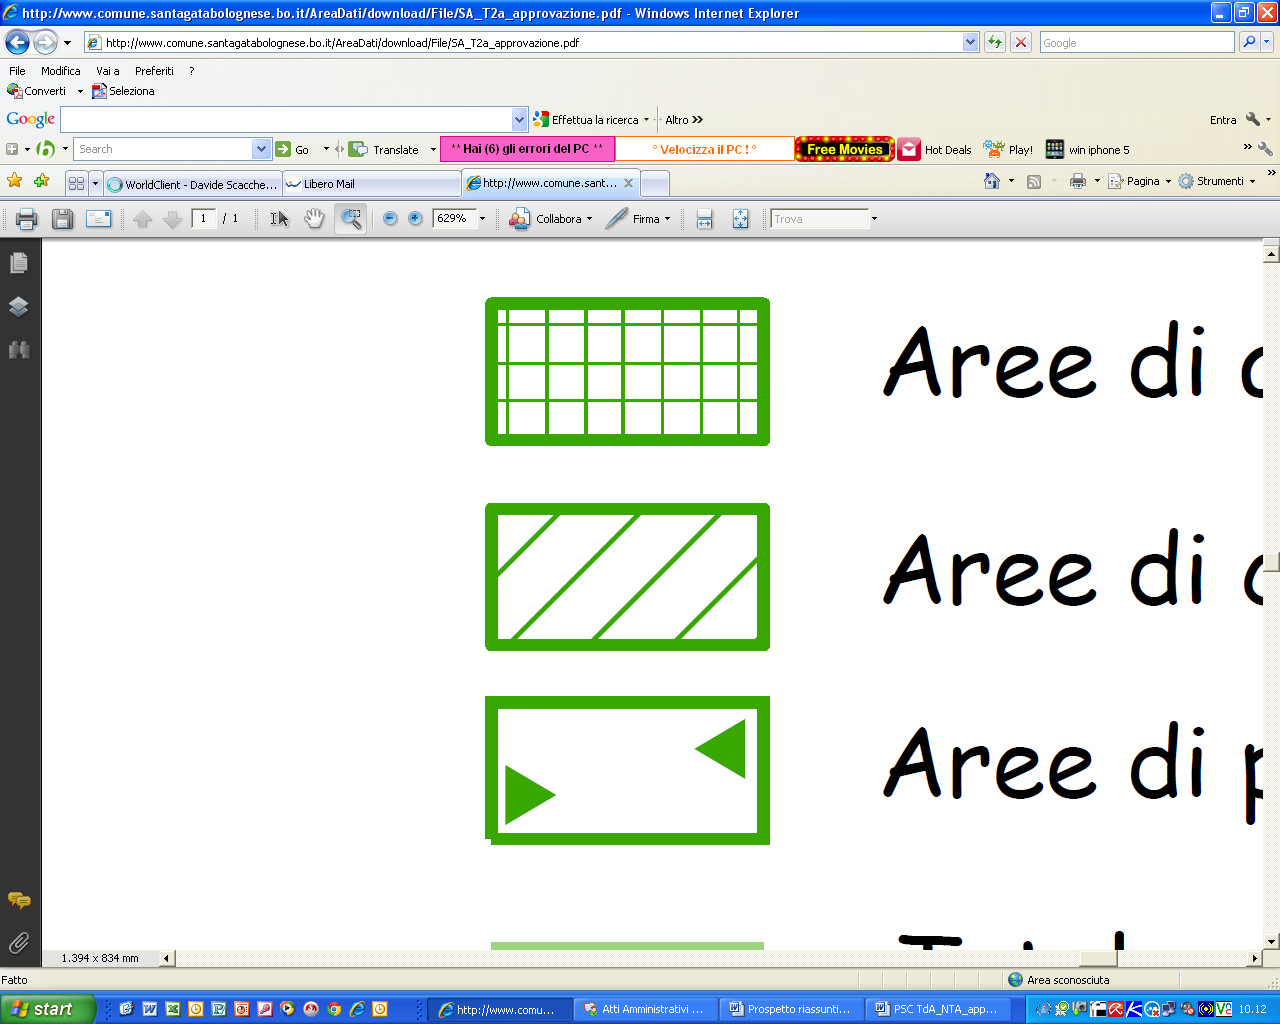 http://www.comune.santagatabolognese.bo.it/AreaDati/download/File/SA_T2a_approvazione.pdf - Windows Internet Explorer
http://www.comune.santagatabolognese.bo.it/AreaDati/download/File/SA_T2a_approvazione.pdf
Google
File Modifica Vai a Preferiti ?
Converti Seleziona
Google Effettua la ricerca Altro Entra
Search Go Translate ** Hai (6) gli errori del PC ** ° Velocizza il PC ! ° Free Movies Hot Deals Play! win iphone 5
WorldClient - Davide Scacche... Libero Mail http://www.comune.sant... Pagina Strumenti
1 / 1 629% Collabora Firma Trova
Aree di
Aree di
Aree di p
1.394 x 834 mm
Fatto Area sconosciuta
start http://www.comu... Atti Amministrativi ... Prospetto riassunti... PSC TdA_NTA_app... 10.12